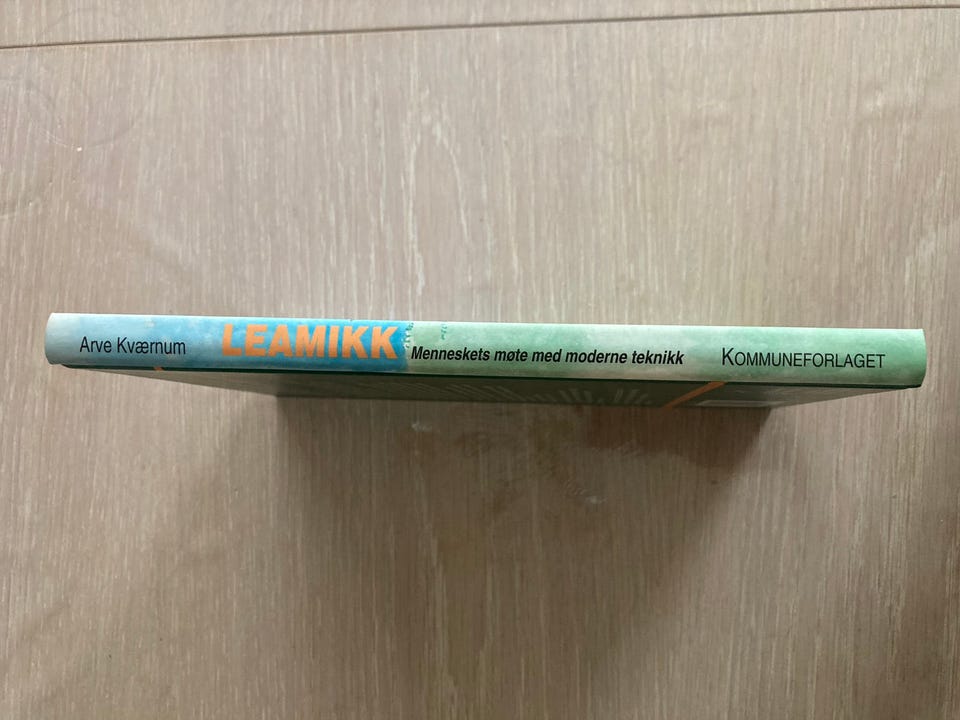 Arve Kværnum LEAMIKK Menneskets møte med moderne teknikk KOMMUNEFORLAGET